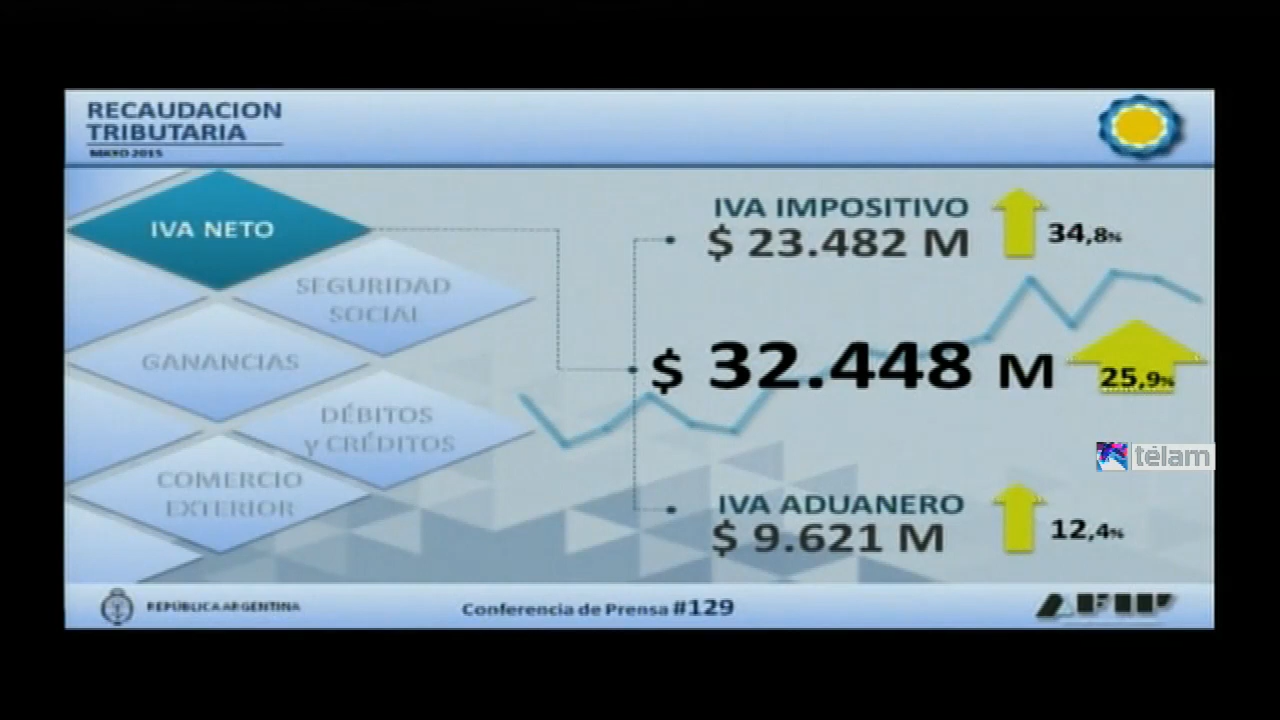 RECAUDACION
TRIBUTARIA
MAYO 2015
IVA NETO
SEGURIDAD
SOCIAL
GANANCIAS
DÉBITOS
y CRÉDITOS
COMERCIO
EXTERIOR
IVA IMPOSITIVO
$ 23.482 M
34,8%
$ 32.448 M
25,9%
IVA ADUANERO
$ 9.621 M
12,4%
télam
REPÚBLICA ARGENTINA
Conferencia de Prensa #129
AFIP